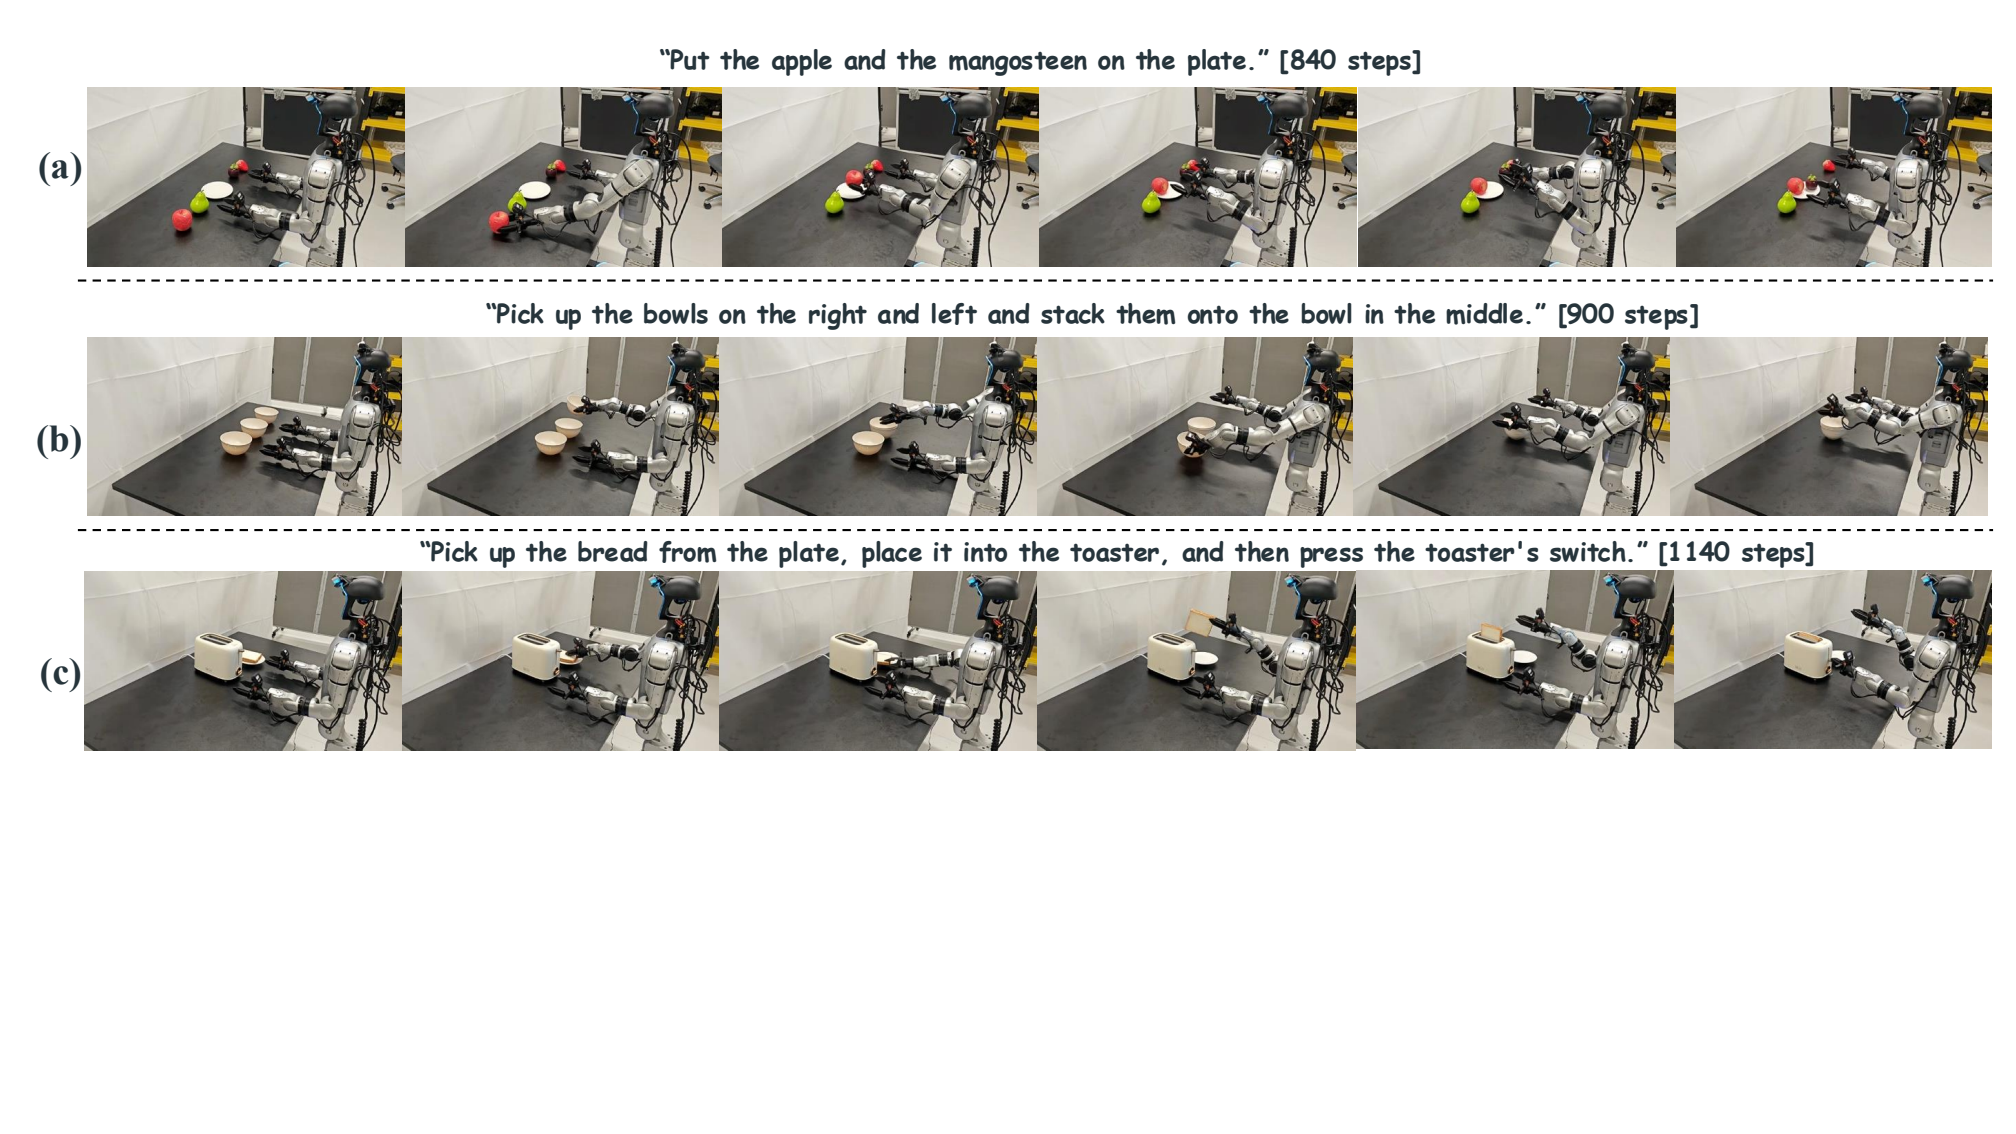 “Put the apple and the mangosteen on the plate.” [840 steps]
(a)
“Pick up the bowls on the right and left and stack them onto the bowl in the middle.” [900 steps]
(b)
“Pick up the bread from the plate, place it into the toaster, and then press the toaster's switch.” [1140 steps]
(c)